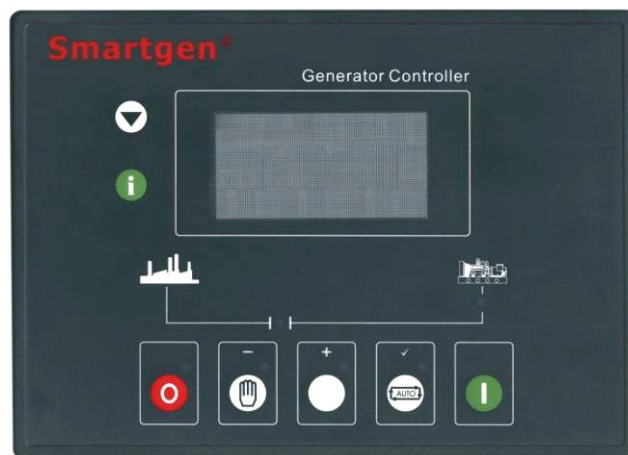 Smartgen®
Generator Controller
i
− + ✓
O AUTO I